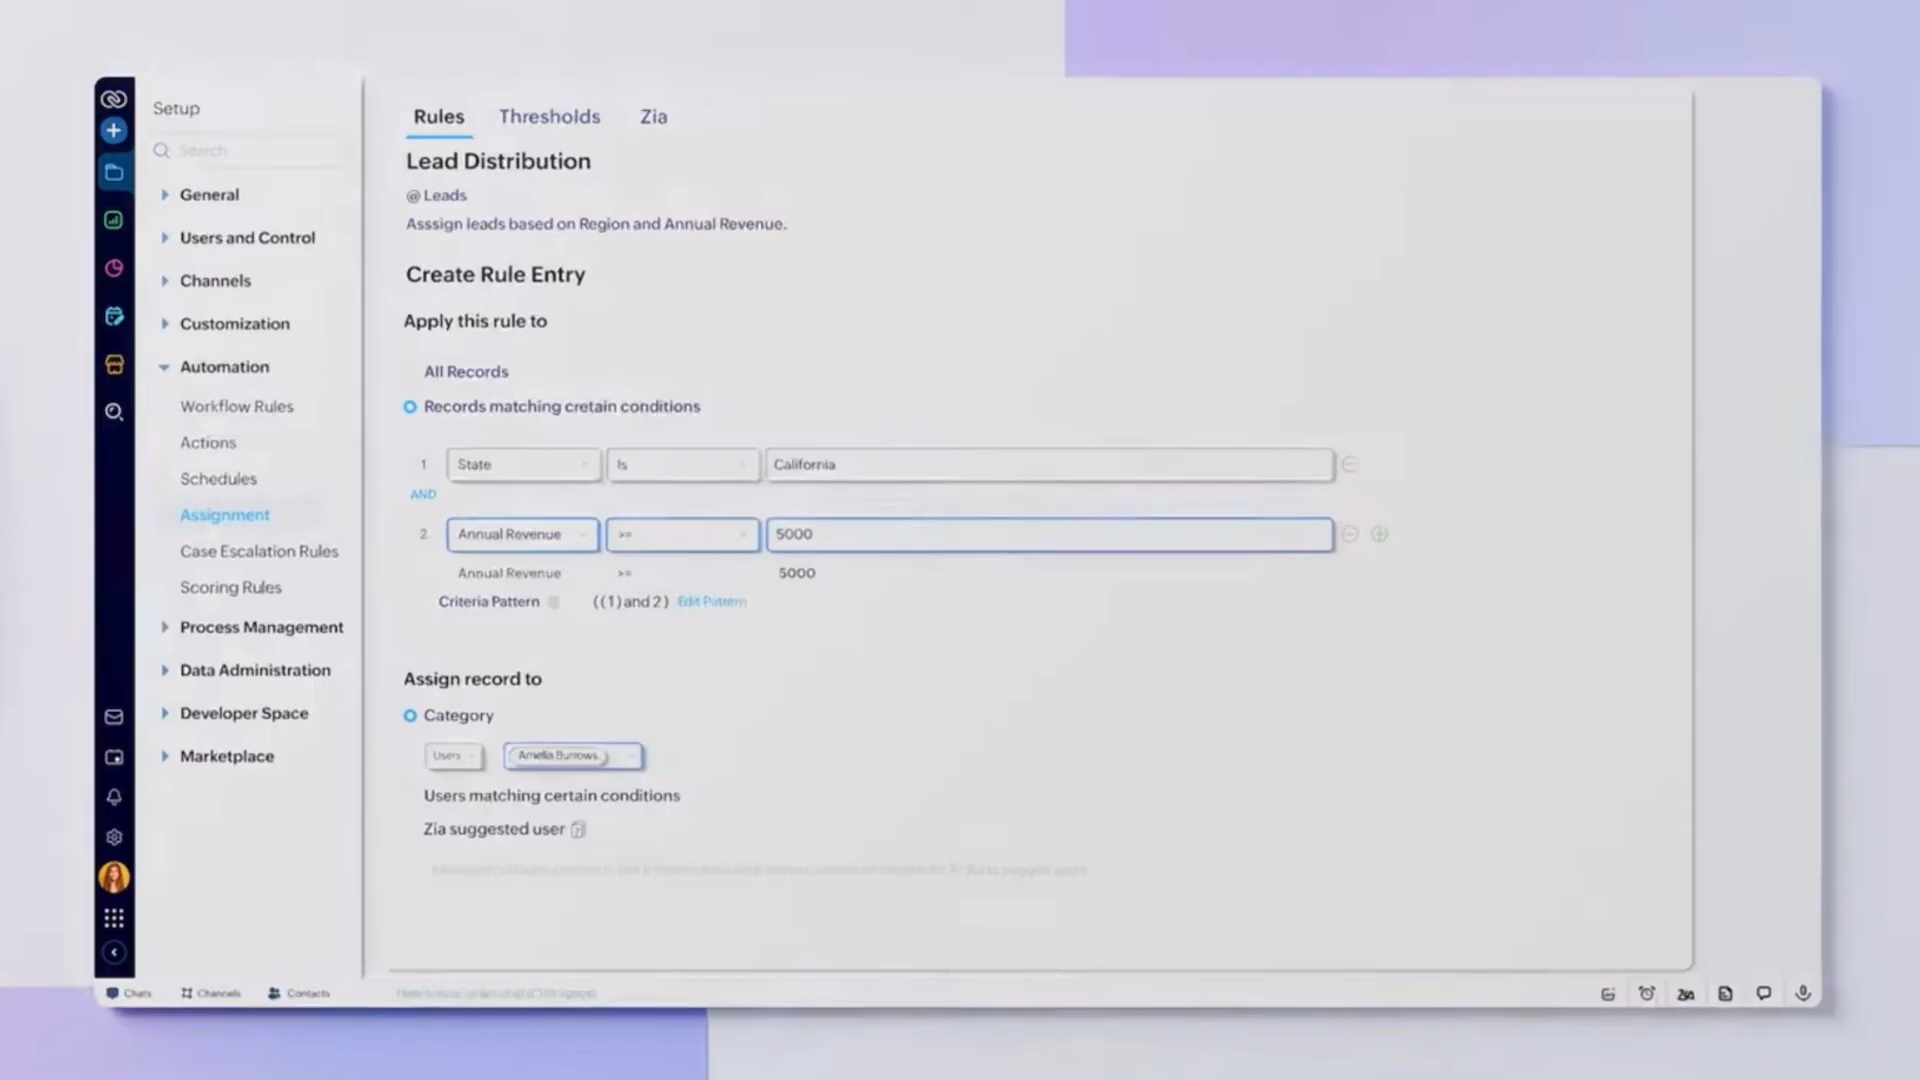 Setup
Search
General
Users and Control
Channels
Customization
Automation
Workflow Rules
Actions
Schedules
Assignment
Case Escalation Rules
Scoring Rules
Process Management
Data Administration
Developer Space
Marketplace
Rules Thresholds Zia
Lead Distribution
@ Leads
Asssign leads based on Region and Annual Revenue.
Create Rule Entry
Apply this rule to
All Records
Records matching cretain conditions
1 State Is California
AND
2 Annual Revenue >= 5000
Annual Revenue >= 5000
Criteria Pattern ((1) and 2) Edit Pattern
Assign record to
Category
Users Amelia Burrows
Users matching certain conditions
Zia suggested user
Chats Channels Contacts